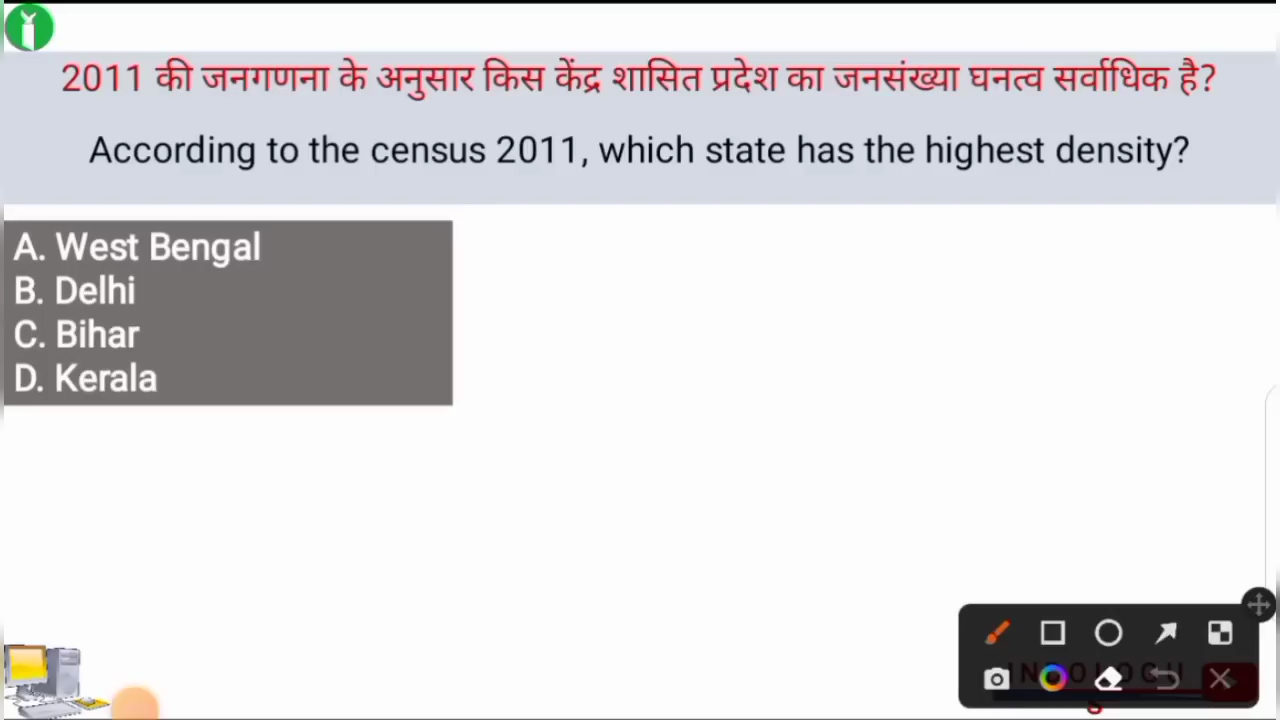 2011 की जनगणना के अनुसार किस केंद्र शासित प्रदेश का जनसंख्या घनत्व सर्वाधिक है?
According to the census 2011, which state has the highest density?
A. West Bengal
B. Delhi
C. Bihar
D. Kerala